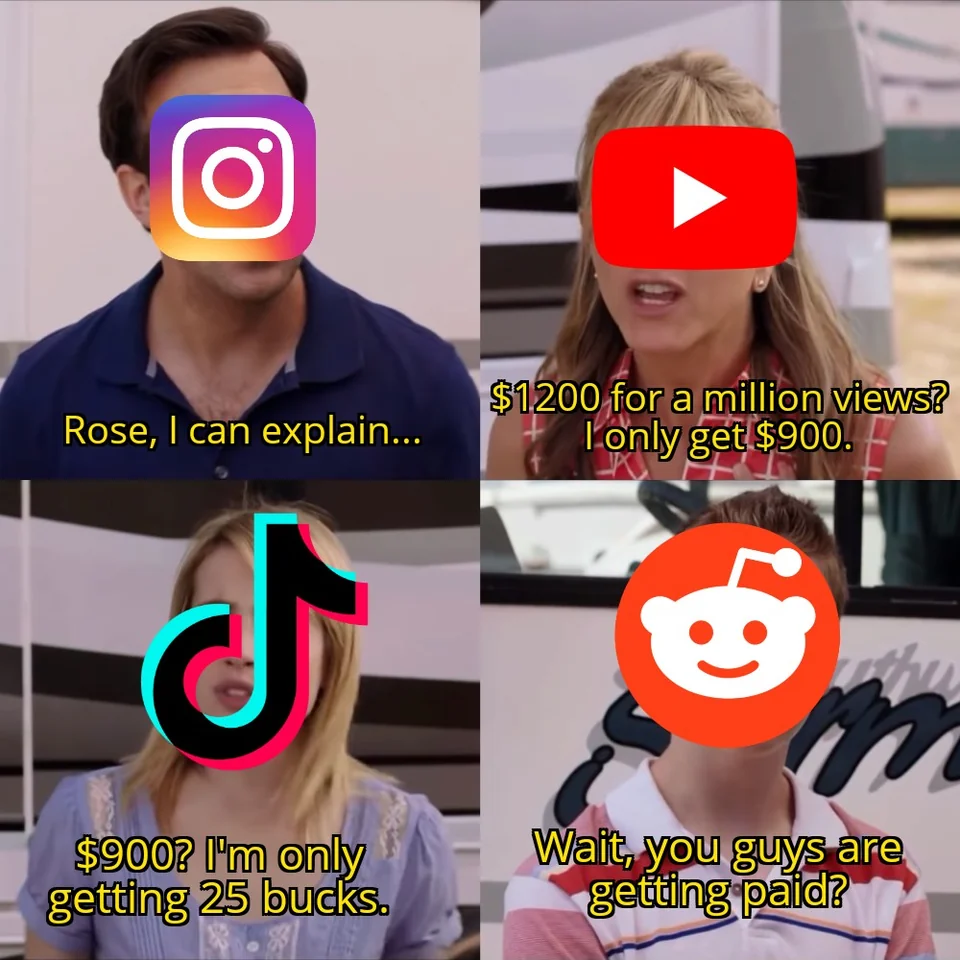 Rose, I can explain...
$1200 for a million views?
I only get $900.
$900? I'm only
getting 25 bucks.
Wait, you guys are
getting paid?